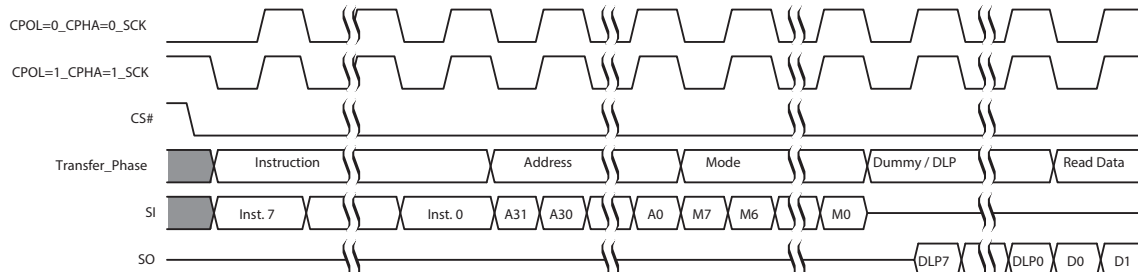 CPOL=0_CPHA=0_SCK
CPOL=1_CPHA=1_SCK
CS#
Transfer_Phase Instruction Address Mode Dummy / DLP Read Data
SI Inst. 7 Inst. 0 A31 A30 A0 M7 M6 M0
SO DLP7 DLP0 D0 D1